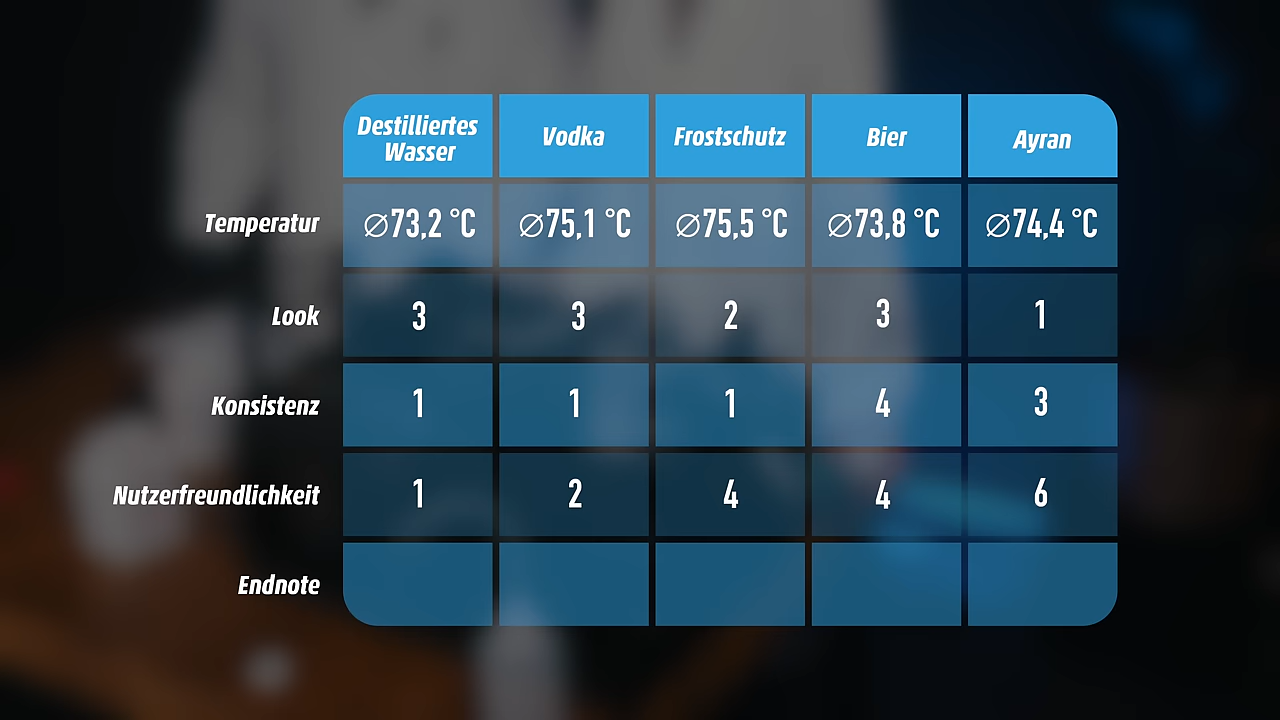 Destilliertes
Wasser
Vodka
Frostschutz
Bier
Ayran
Temperatur
∅73,2 °C
∅75,1 °C
∅75,5 °C
∅73,8 °C
∅74,4 °C
Look
3
3
2
3
1
Konsistenz
1
1
1
4
3
Nutzerfreundlichkeit
1
2
4
4
6
Endnote